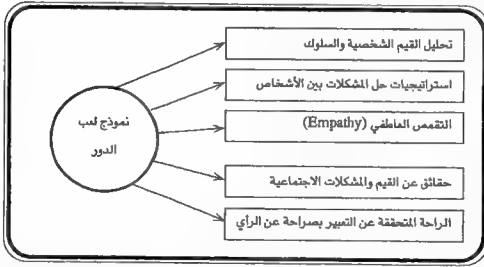 تحليل القيم الشخصية والسلوك
استراتيجيات حل المشكلات بين الأشخاص
نموذج لعب
الدور
التقمص العاطفي (Empathy)
حقائق عن القيم والمشكلات الاجتماعية
الراحة المتحققة عن التعبير بصراحة عن الرأي